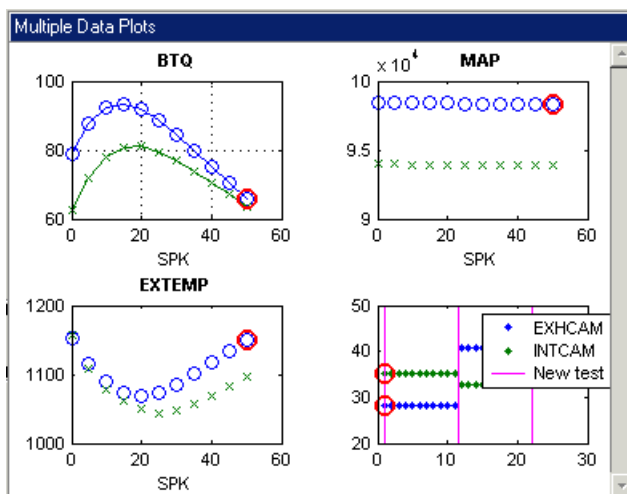 Multiple Data Plots
BTQ
100
80
60
0 20 40 60
SPK
MAP
x 10^4
10
9.5
9
0 20 40 60
SPK
EXTEMP
1200
1100
1000
0 20 40 60
SPK
50
40
30
20
0 10 20 30
EXHCAM
INTCAM
New test